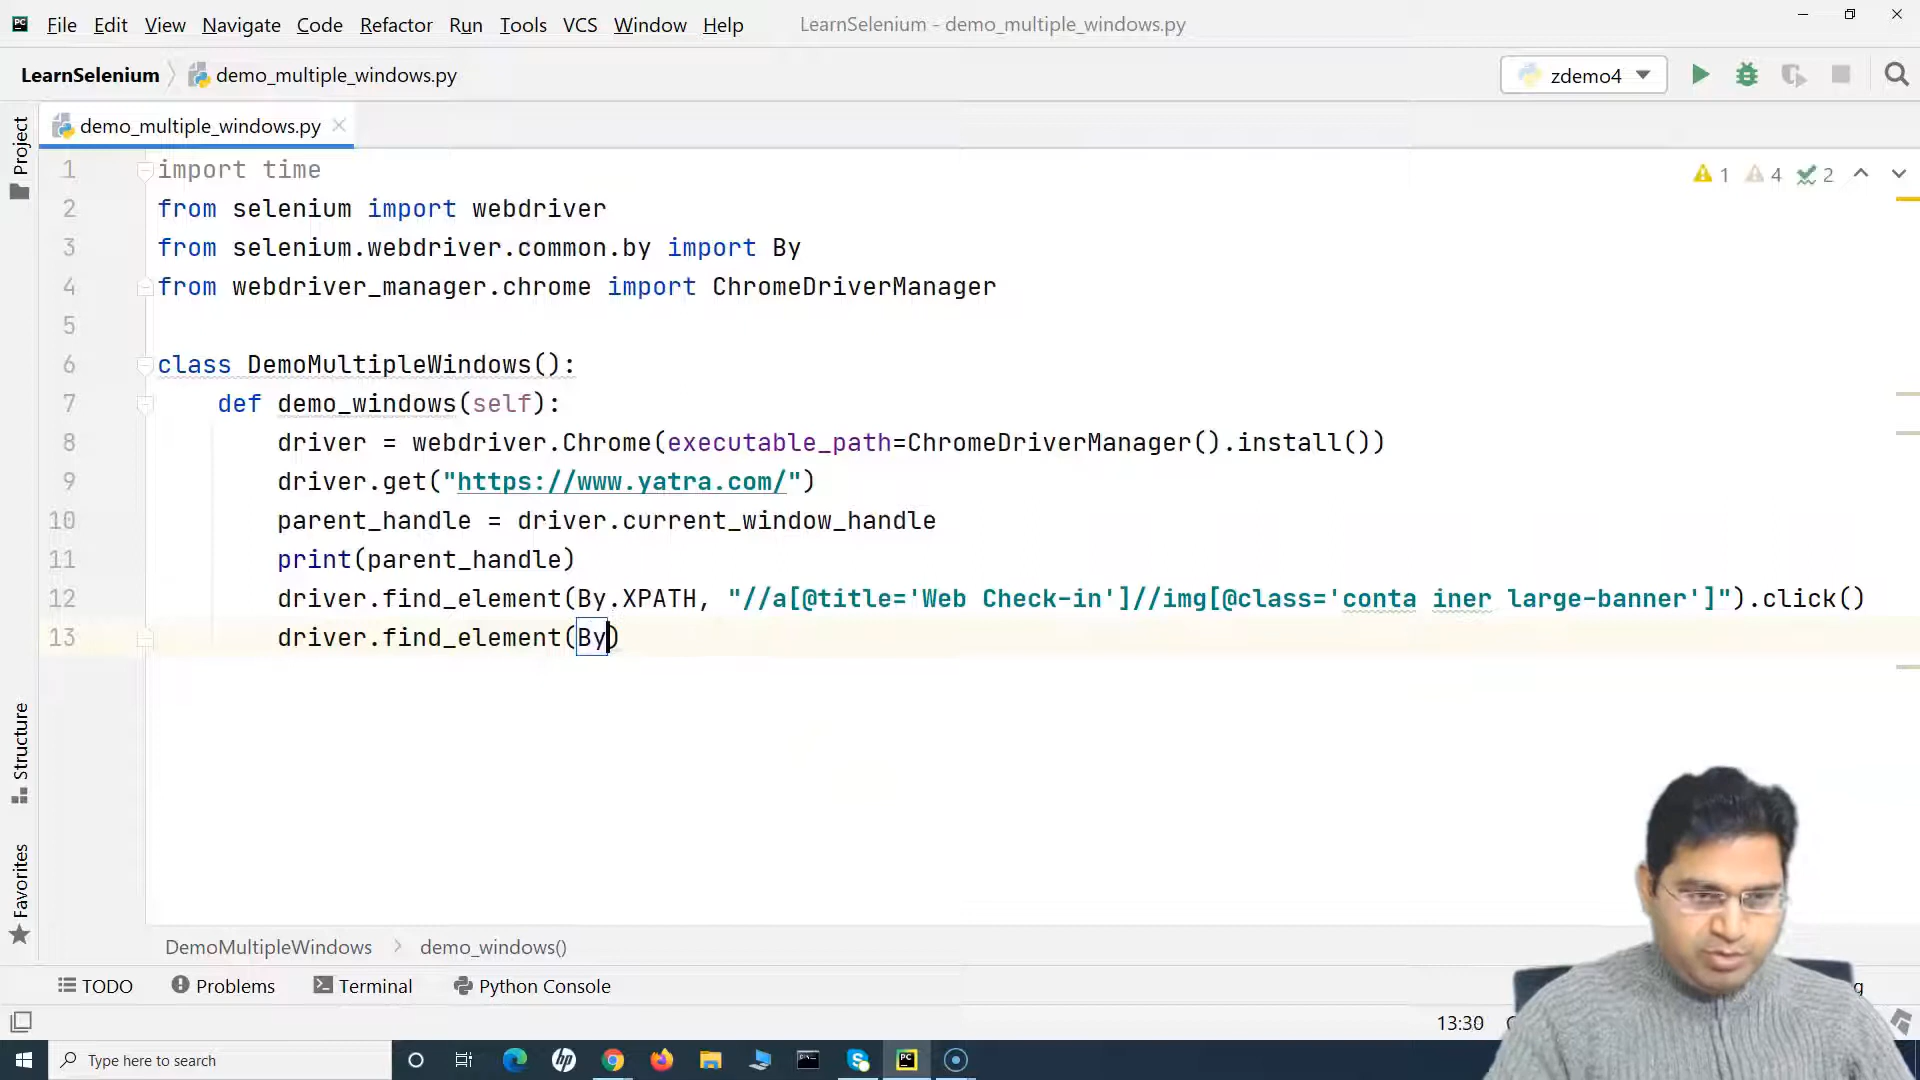 File Edit View Navigate Code Refactor Run Tools VCS Window Help LearnSelenium - demo_multiple_windows.py
LearnSelenium demo_multiple_windows.py zdemo4
demo_multiple_windows.py
Project
1 import time
1 4 2
2 from selenium import webdriver
3 from selenium.webdriver.common.by import By
4 from webdriver_manager.chrome import ChromeDriverManager
5
6 class DemoMultipleWindows():
7 def demo_windows(self):
8 driver = webdriver.Chrome(executable_path=ChromeDriverManager().install())
9 driver.get("https://www.yatra.com/")
10 parent_handle = driver.current_window_handle
11 print(parent_handle)
12 driver.find_element(By.XPATH, "//a[@title='Web Check-in']//img[@class='conta iner large-banner']").click()
13 driver.find_element(By)
Structure
Favorites
DemoMultipleWindows demo_windows()
TODO Problems Terminal Python Console
13:30
Type here to search